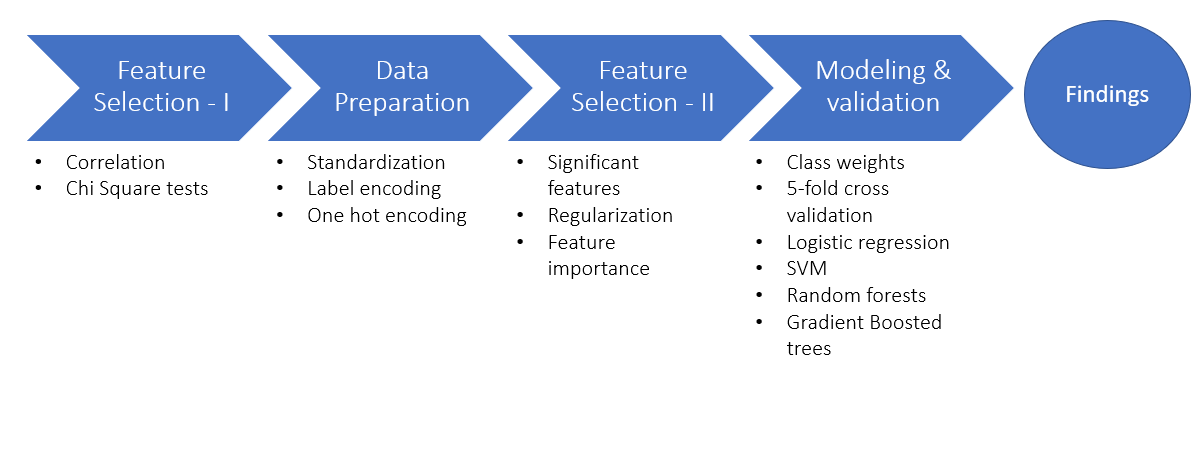 Feature
Selection - I
Data
Preparation
Feature
Selection - II
Modeling &
validation
Findings
• Correlation
• Chi Square tests
• Standardization
• Label encoding
• One hot encoding
• Significant
features
• Regularization
• Feature
importance
• Class weights
• 5-fold cross
validation
• Logistic regression
• SVM
• Random forests
• Gradient Boosted
trees